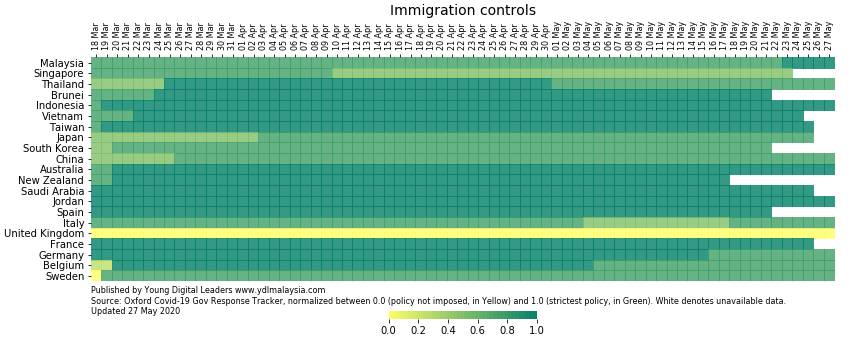 Immigration controls
18 Mar 19 Mar 20 Mar 21 Mar 22 Mar 23 Mar 24 Mar 25 Mar 26 Mar 27 Mar 28 Mar 29 Mar 30 Mar 31 Mar 01 Apr 02 Apr 03 Apr 04 Apr 05 Apr 06 Apr 07 Apr 08 Apr 09 Apr 10 Apr 11 Apr 12 Apr 13 Apr 14 Apr 15 Apr 16 Apr 17 Apr 18 Apr 19 Apr 20 Apr 21 Apr 22 Apr 23 Apr 24 Apr 25 Apr 26 Apr 27 Apr 28 Apr 29 Apr 30 Apr 01 May 02 May 03 May 04 May 05 May 06 May 07 May 08 May 09 May 10 May 11 May 12 May 13 May 14 May 15 May 16 May 17 May 18 May 19 May 20 May 21 May 22 May 23 May 24 May 25 May 26 May 27 May
Malaysia
Singapore
Thailand
Brunei
Indonesia
Vietnam
Taiwan
Japan
South Korea
China
Australia
New Zealand
Saudi Arabia
Jordan
Spain
Italy
United Kingdom
France
Germany
Belgium
Sweden
Published by Young Digital Leaders www.ydlmalaysia.com
Source: Oxford Covid-19 Gov Response Tracker, normalized between 0.0 (policy not imposed, in Yellow) and 1.0 (strictest policy, in Green). White denotes unavailable data.
Updated 27 May 2020
0.0 0.2 0.4 0.6 0.8 1.0